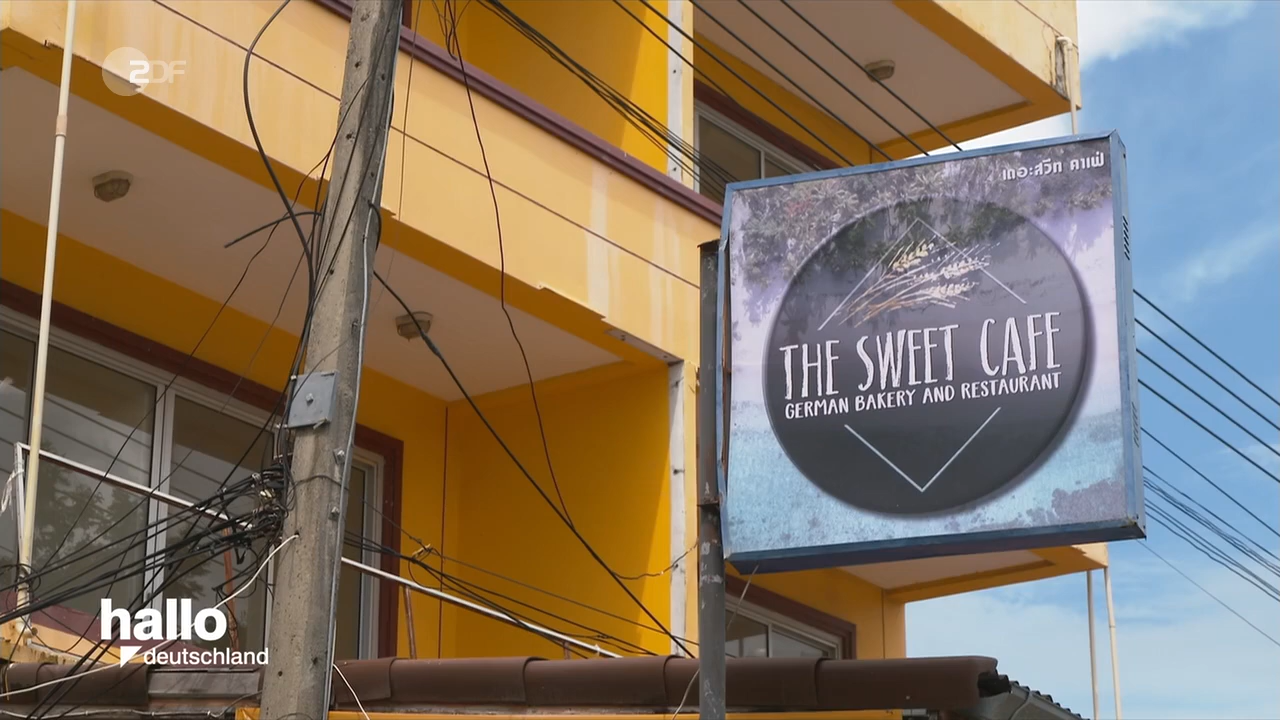 ZDF
เดอะสวีท คาเฟ่
THE SWEET CAFE
GERMAN BAKERY AND RESTAURANT
hallo
deutschland